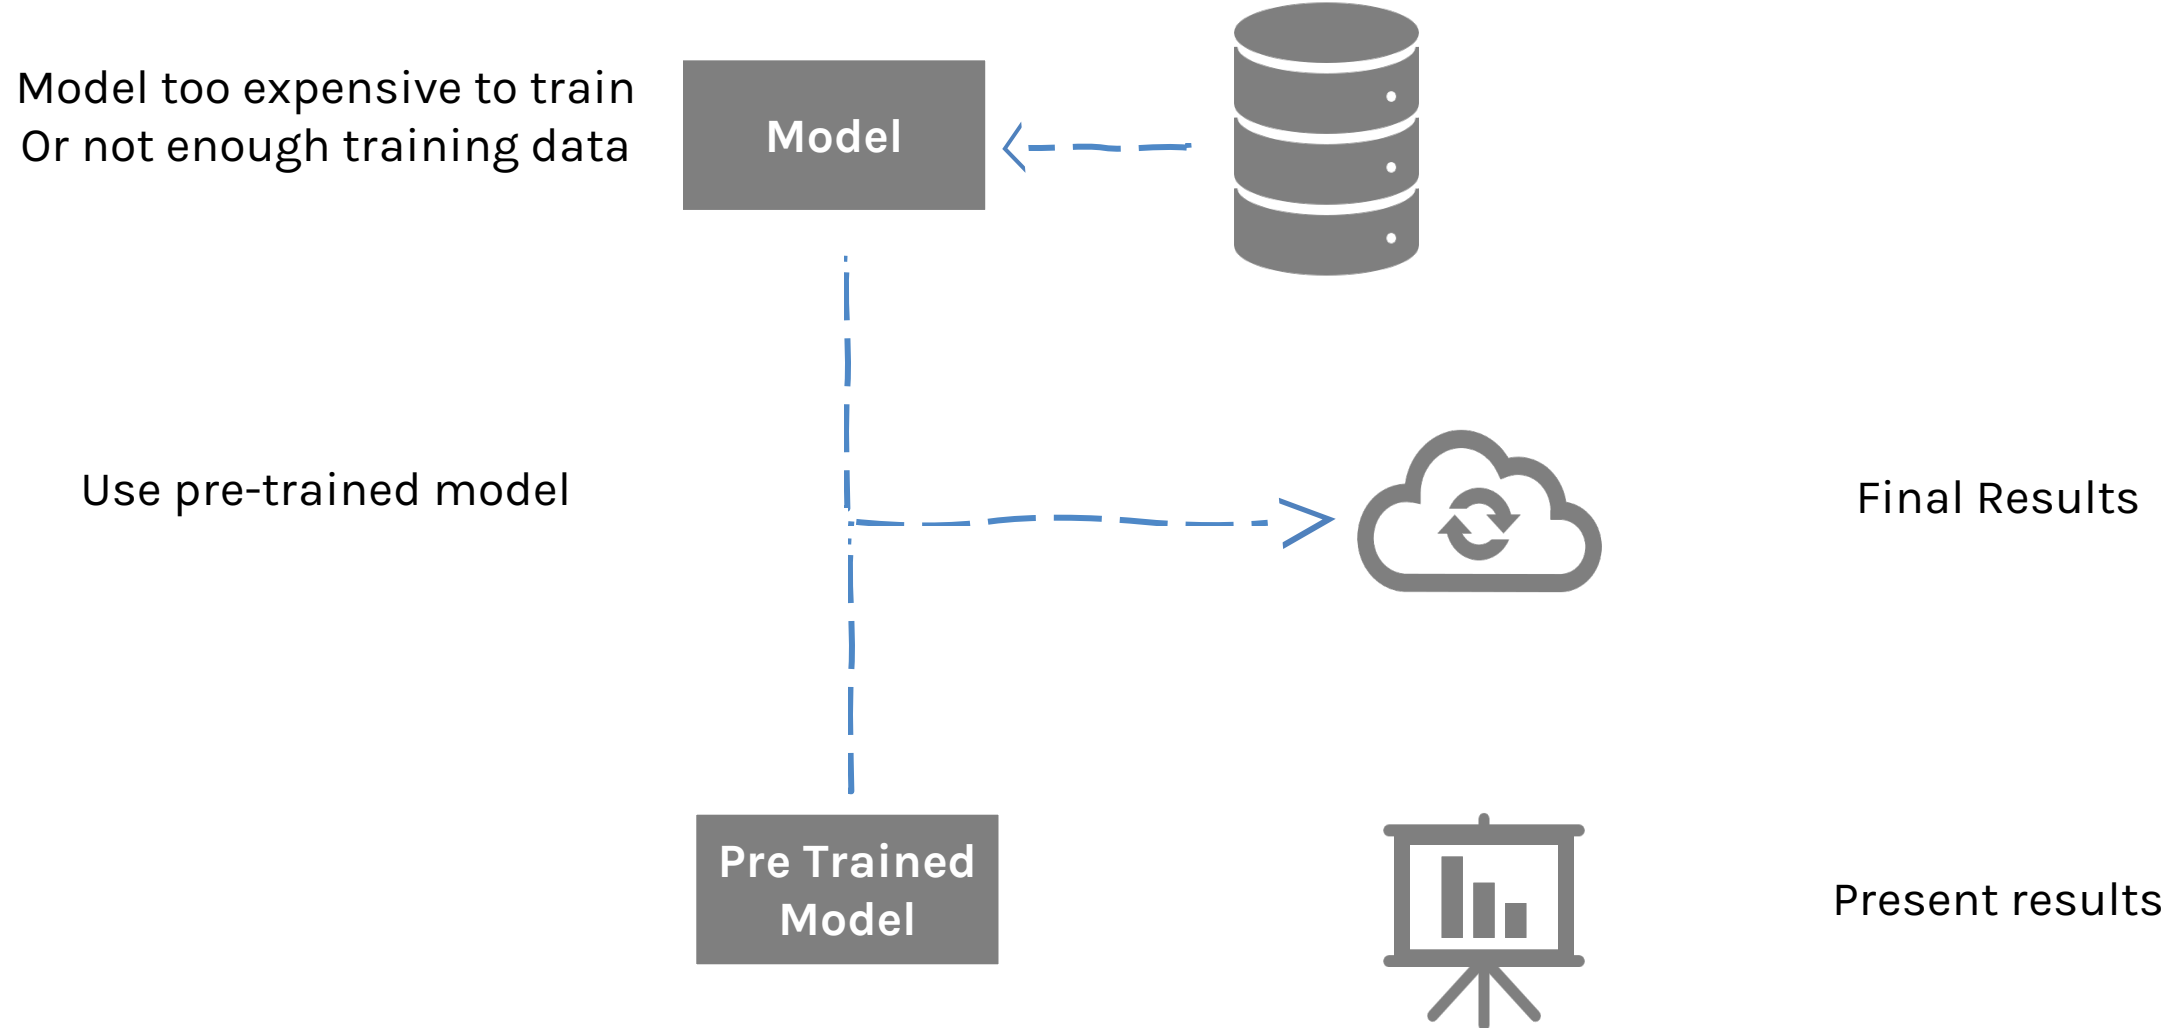 Model too expensive to train
Or not enough training data
Model
Use pre-trained model
Final Results
Pre Trained
Model
Present results